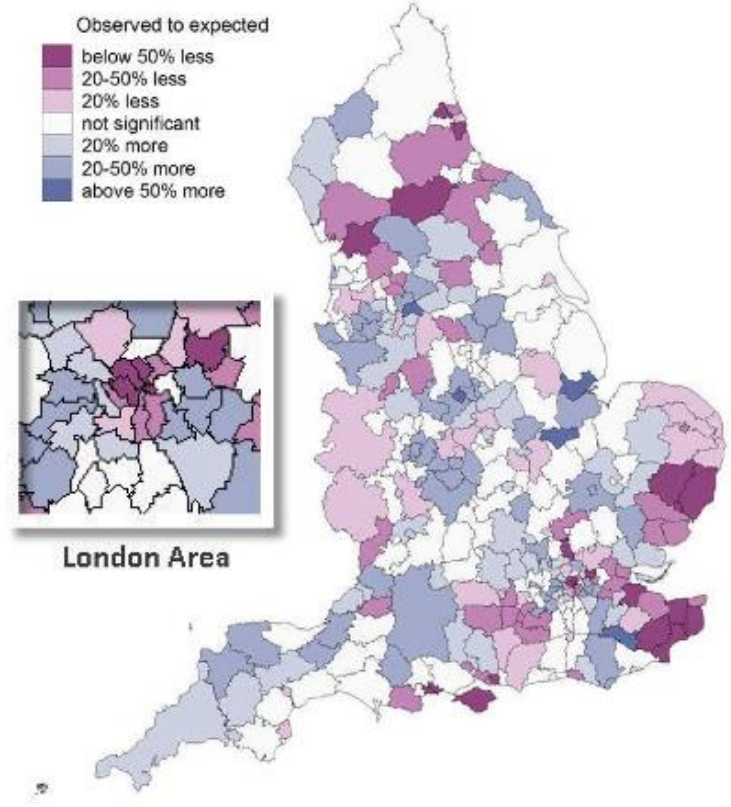 Observed to expected
below 50% less
20-50% less
20% less
not significant
20% more
20-50% more
above 50% more
London Area